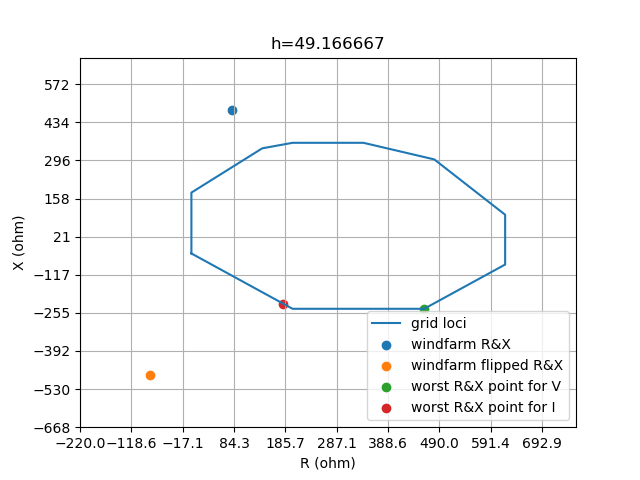 h=49.166667
X (ohm)
572
434
296
158
21
−117
−255
−392
−530
−668
grid loci
windfarm R&X
windfarm flipped R&X
worst R&X point for V
worst R&X point for I
−220.0 −118.6 −17.1 84.3 185.7 287.1 388.6 490.0 591.4 692.9
R (ohm)